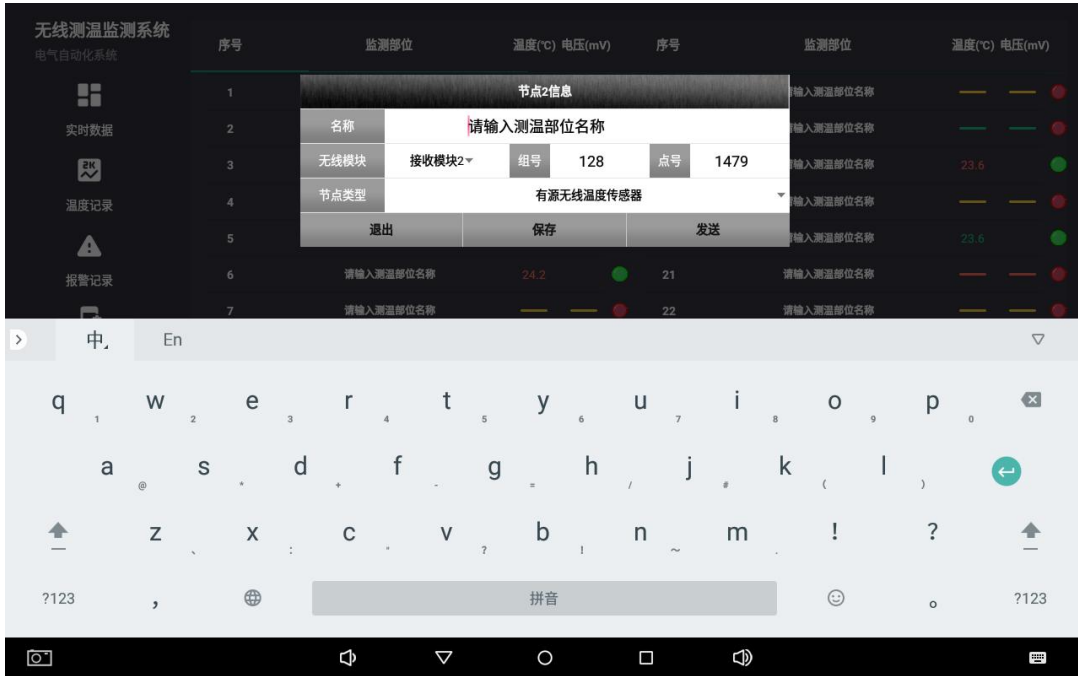 无线测温监测系统
电气自动化系统
实时数据
温度记录
报警记录
序号 监测部位 温度(℃) 电压(mV) 序号 监测部位 温度(℃) 电压(mV)
1 请输入测温部位名称
2 请输入测温部位名称
3 请输入测温部位名称 23.6
4 请输入测温部位名称
5 请输入测温部位名称 23.6
6 请输入测温部位名称 24.2 21 请输入测温部位名称
7 请输入测温部位名称 22 请输入测温部位名称
节点2信息
名称 请输入测温部位名称
无线模块 接收模块2 组号 128 点号 1479
节点类型 有源无线温度传感器
退出 保存 发送
中 En
q 1 w 2 e 3 r 4 t 5 y 6 u 7 i 8 o 9 p 0
a @ s * d + f - g = h / j # k ( l )
z 、 x : c " v ? b ! n ~ m . ! ?
?123 , 拼音 。 ?123